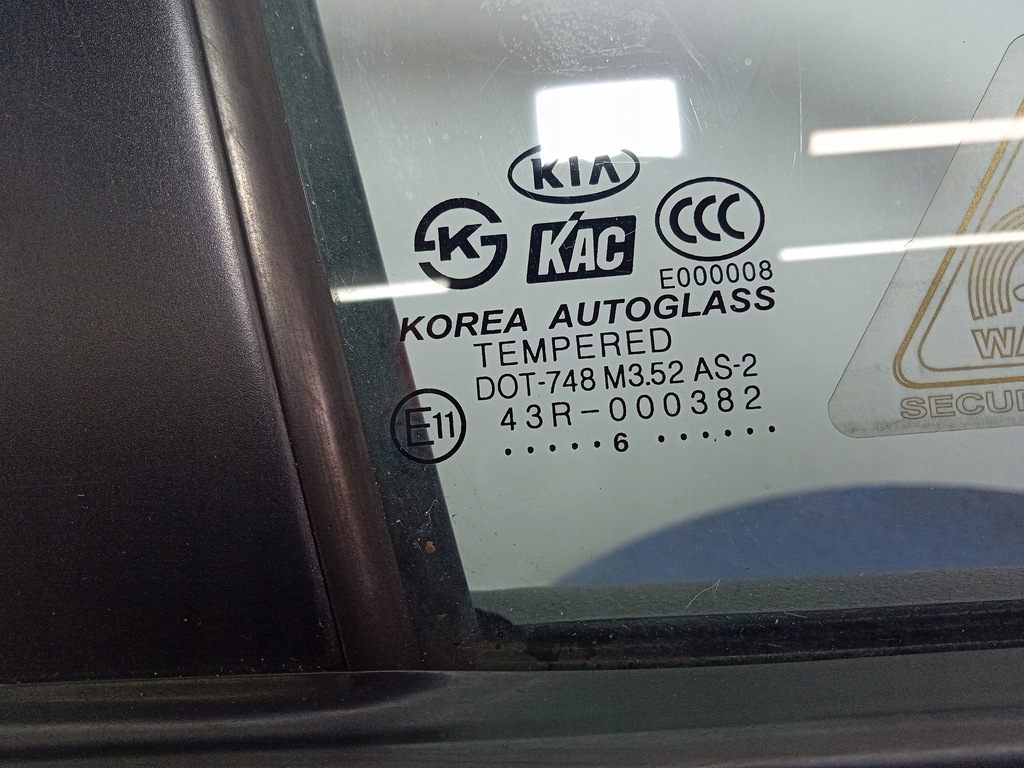 KIA
K
KAC
CCC
E000008
KOREA AUTOGLASS
TEMPERED
DOT-748 M3.52 AS-2
E11
43R-000382
.....6 .......